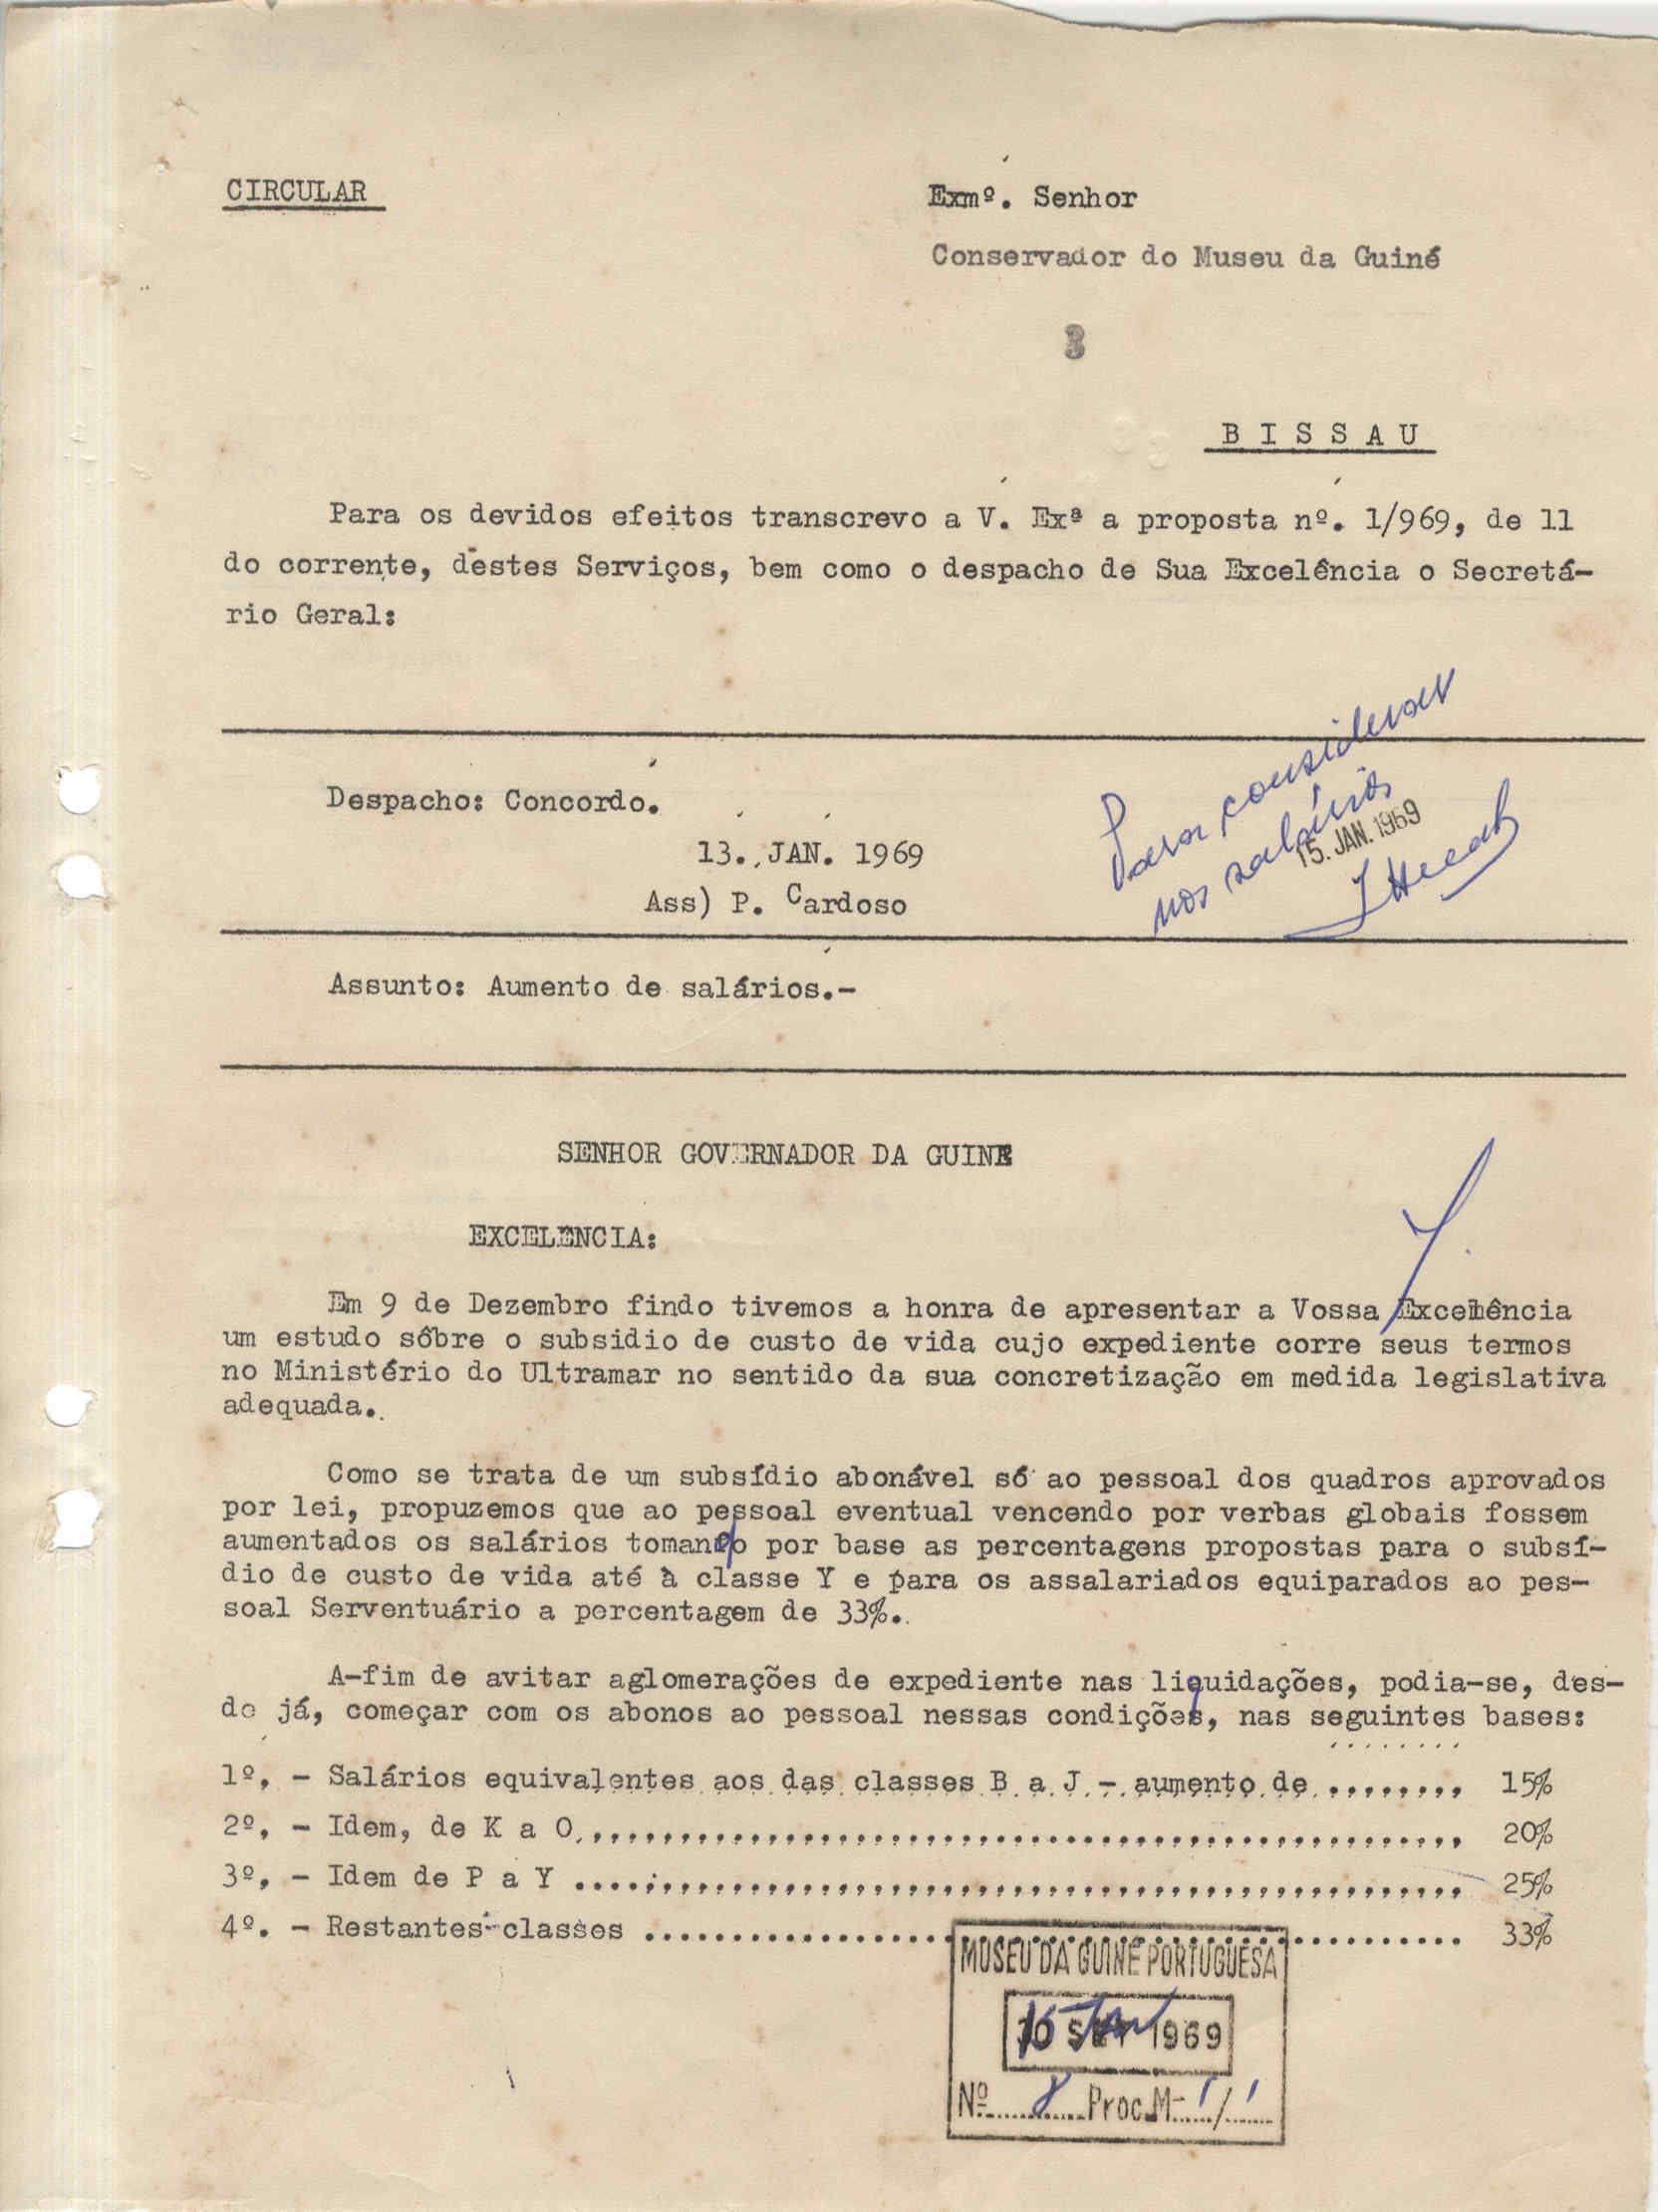 CIRCULAR
Exmº. Senhor
Conservador do Museu da Guiné
3
B I S S A U
Para os devidos efeitos transcrevo a V. Exª a proposta nº. 1/969, de 11
do corrente, destes Serviços, bem como o despacho de Sua Excelência o Secretá-
rio Geral:
Para considerar
nos salários
15. JAN. 1969
Despacho: Concordo.
13. JAN. 1969
Ass) P. Cardoso
Assunto: Aumento de salários.-
SENHOR GOVERNADOR DA GUINE
EXCELENCIA:
Em 9 de Dezembro findo tivemos a honra de apresentar a Vossa Excelência
um estudo sôbre o subsidio de custo de vida cujo expediente corre seus termos
no Ministério do Ultramar no sentido da sua concretização em medida legislativa
adequada.
Como se trata de um subsídio abonável só ao pessoal dos quadros aprovados
por lei, propuzemos que ao pessoal eventual vencendo por verbas globais fossem
aumentados os salários tomando por base as percentagens propostas para o subsí-
dio de custo de vida até à classe Y e para os assalariados equiparados ao pes-
soal Serventuário a percentagem de 33%.
A-fim de avitar aglomerações de expediente nas liquidações, podia-se, des-
de já, começar com os abonos ao pessoal nessas condições, nas seguintes bases:
1º, - Salários equivalentes aos das classes B a J - aumento de ........ 15%
2º, - Idem, de K a O ........ 20%
3º, - Idem de P a Y ........ 25%
4º. - Restantes classes ........ 33%
MUSEU DA GUINÉ PORTUGUESA
15 Jan 1969
Nº 8 Proc. M- 1/1